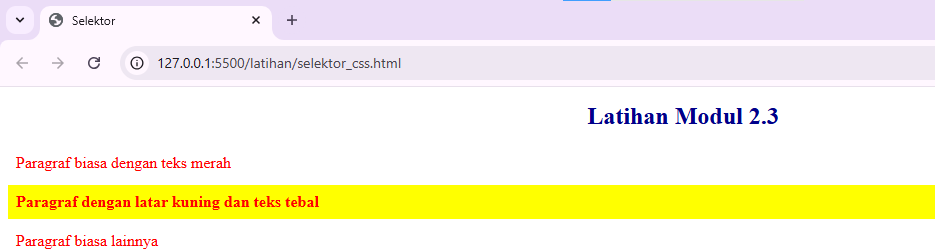 Selektor
127.0.0.1:5500/latihan/selektor_css.html
Latihan Modul 2.3
Paragraf biasa dengan teks merah
Paragraf dengan latar kuning dan teks tebal
Paragraf biasa lainnya